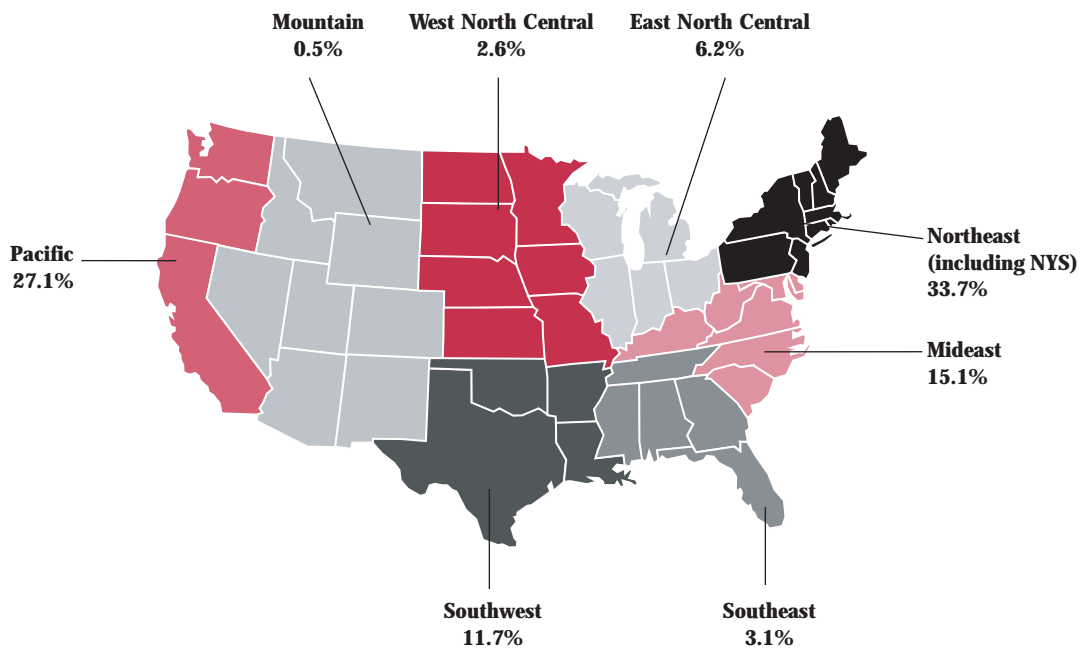 Mountain
0.5%
West North Central
2.6%
East North Central
6.2%
Pacific
27.1%
Northeast
(including NYS)
33.7%
Mideast
15.1%
Southwest
11.7%
Southeast
3.1%